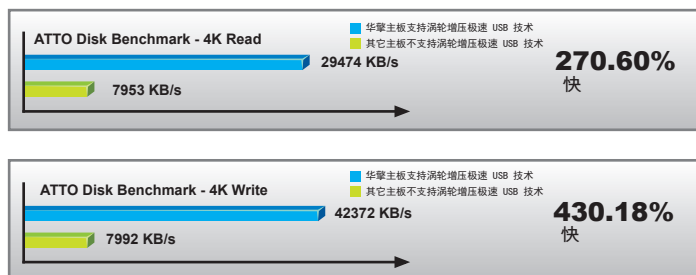 华擎主板支持涡轮增压极速 USB 技术
其它主板不支持涡轮增压极速 USB 技术
ATTO Disk Benchmark - 4K Read
29474 KB/s
7953 KB/s
270.60%
快
华擎主板支持涡轮增压极速 USB 技术
其它主板不支持涡轮增压极速 USB 技术
ATTO Disk Benchmark - 4K Write
42372 KB/s
7992 KB/s
430.18%
快